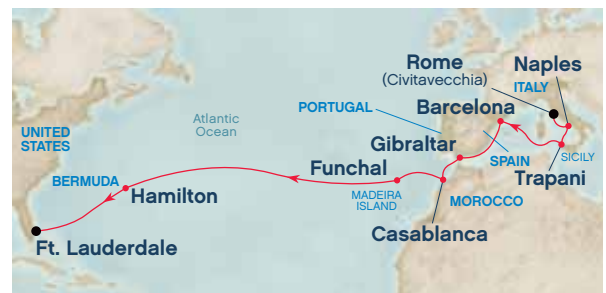 Rome
(Civitavecchia)
Naples
ITALY
Barcelona
PORTUGAL
Atlantic
Ocean
UNITED
STATES
Gibraltar
SPAIN
SICILY
Trapani
Funchal
BERMUDA
Hamilton
MADEIRA
ISLAND
MOROCCO
Casablanca
Ft. Lauderdale